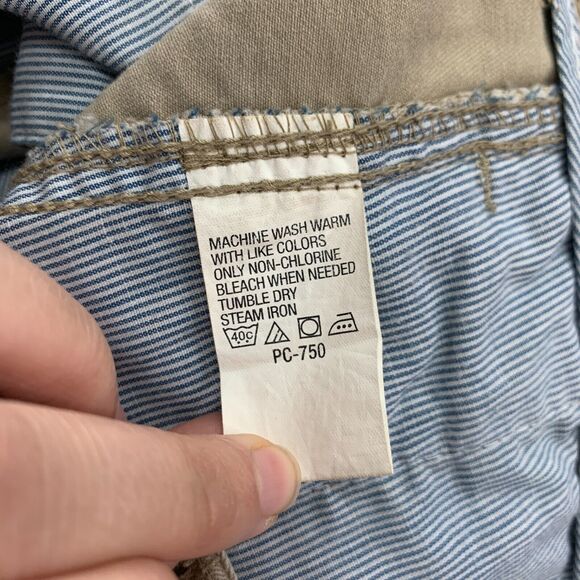 MACHINE WASH WARM
WITH LIKE COLORS
ONLY NON-CHLORINE
BLEACH WHEN NEEDED
TUMBLE DRY
STEAM IRON
40C
PC-750